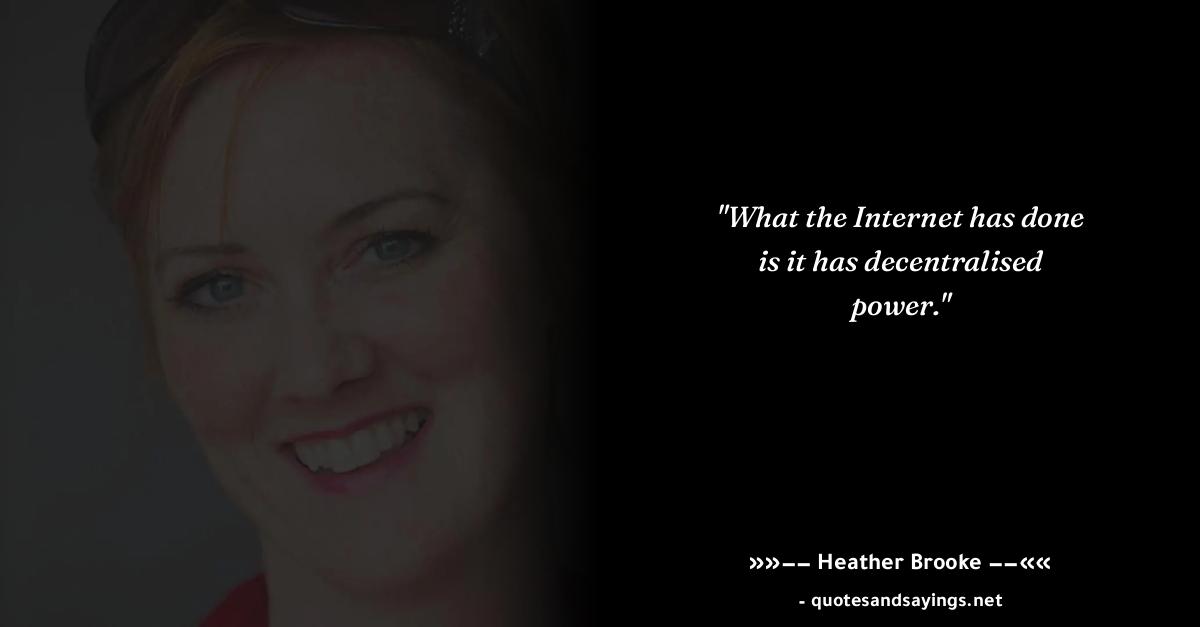 "What the Internet has done
is it has decentralised
power."
»»–– Heather Brooke ––««
- quotesandsayings.net